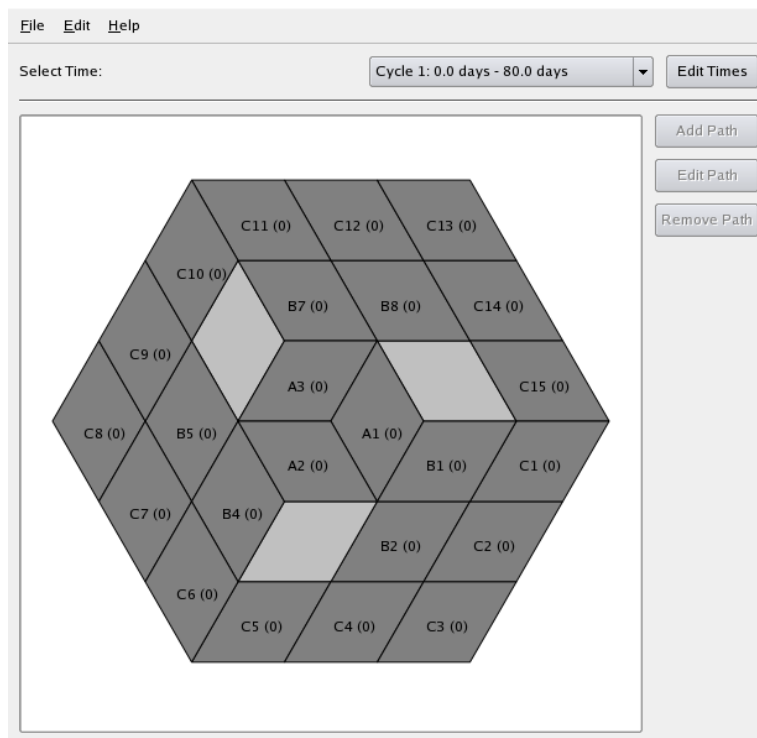 File Edit Help
Select Time: Cycle 1: 0.0 days - 80.0 days Edit Times
Add Path
Edit Path
Remove Path
C11 (0) C12 (0) C13 (0)
C10 (0)
B7 (0) B8 (0) C14 (0)
C9 (0)
A3 (0) C15 (0)
C8 (0) B5 (0) A1 (0)
A2 (0) B1 (0) C1 (0)
C7 (0) B4 (0)
B2 (0) C2 (0)
C6 (0)
C5 (0) C4 (0) C3 (0)